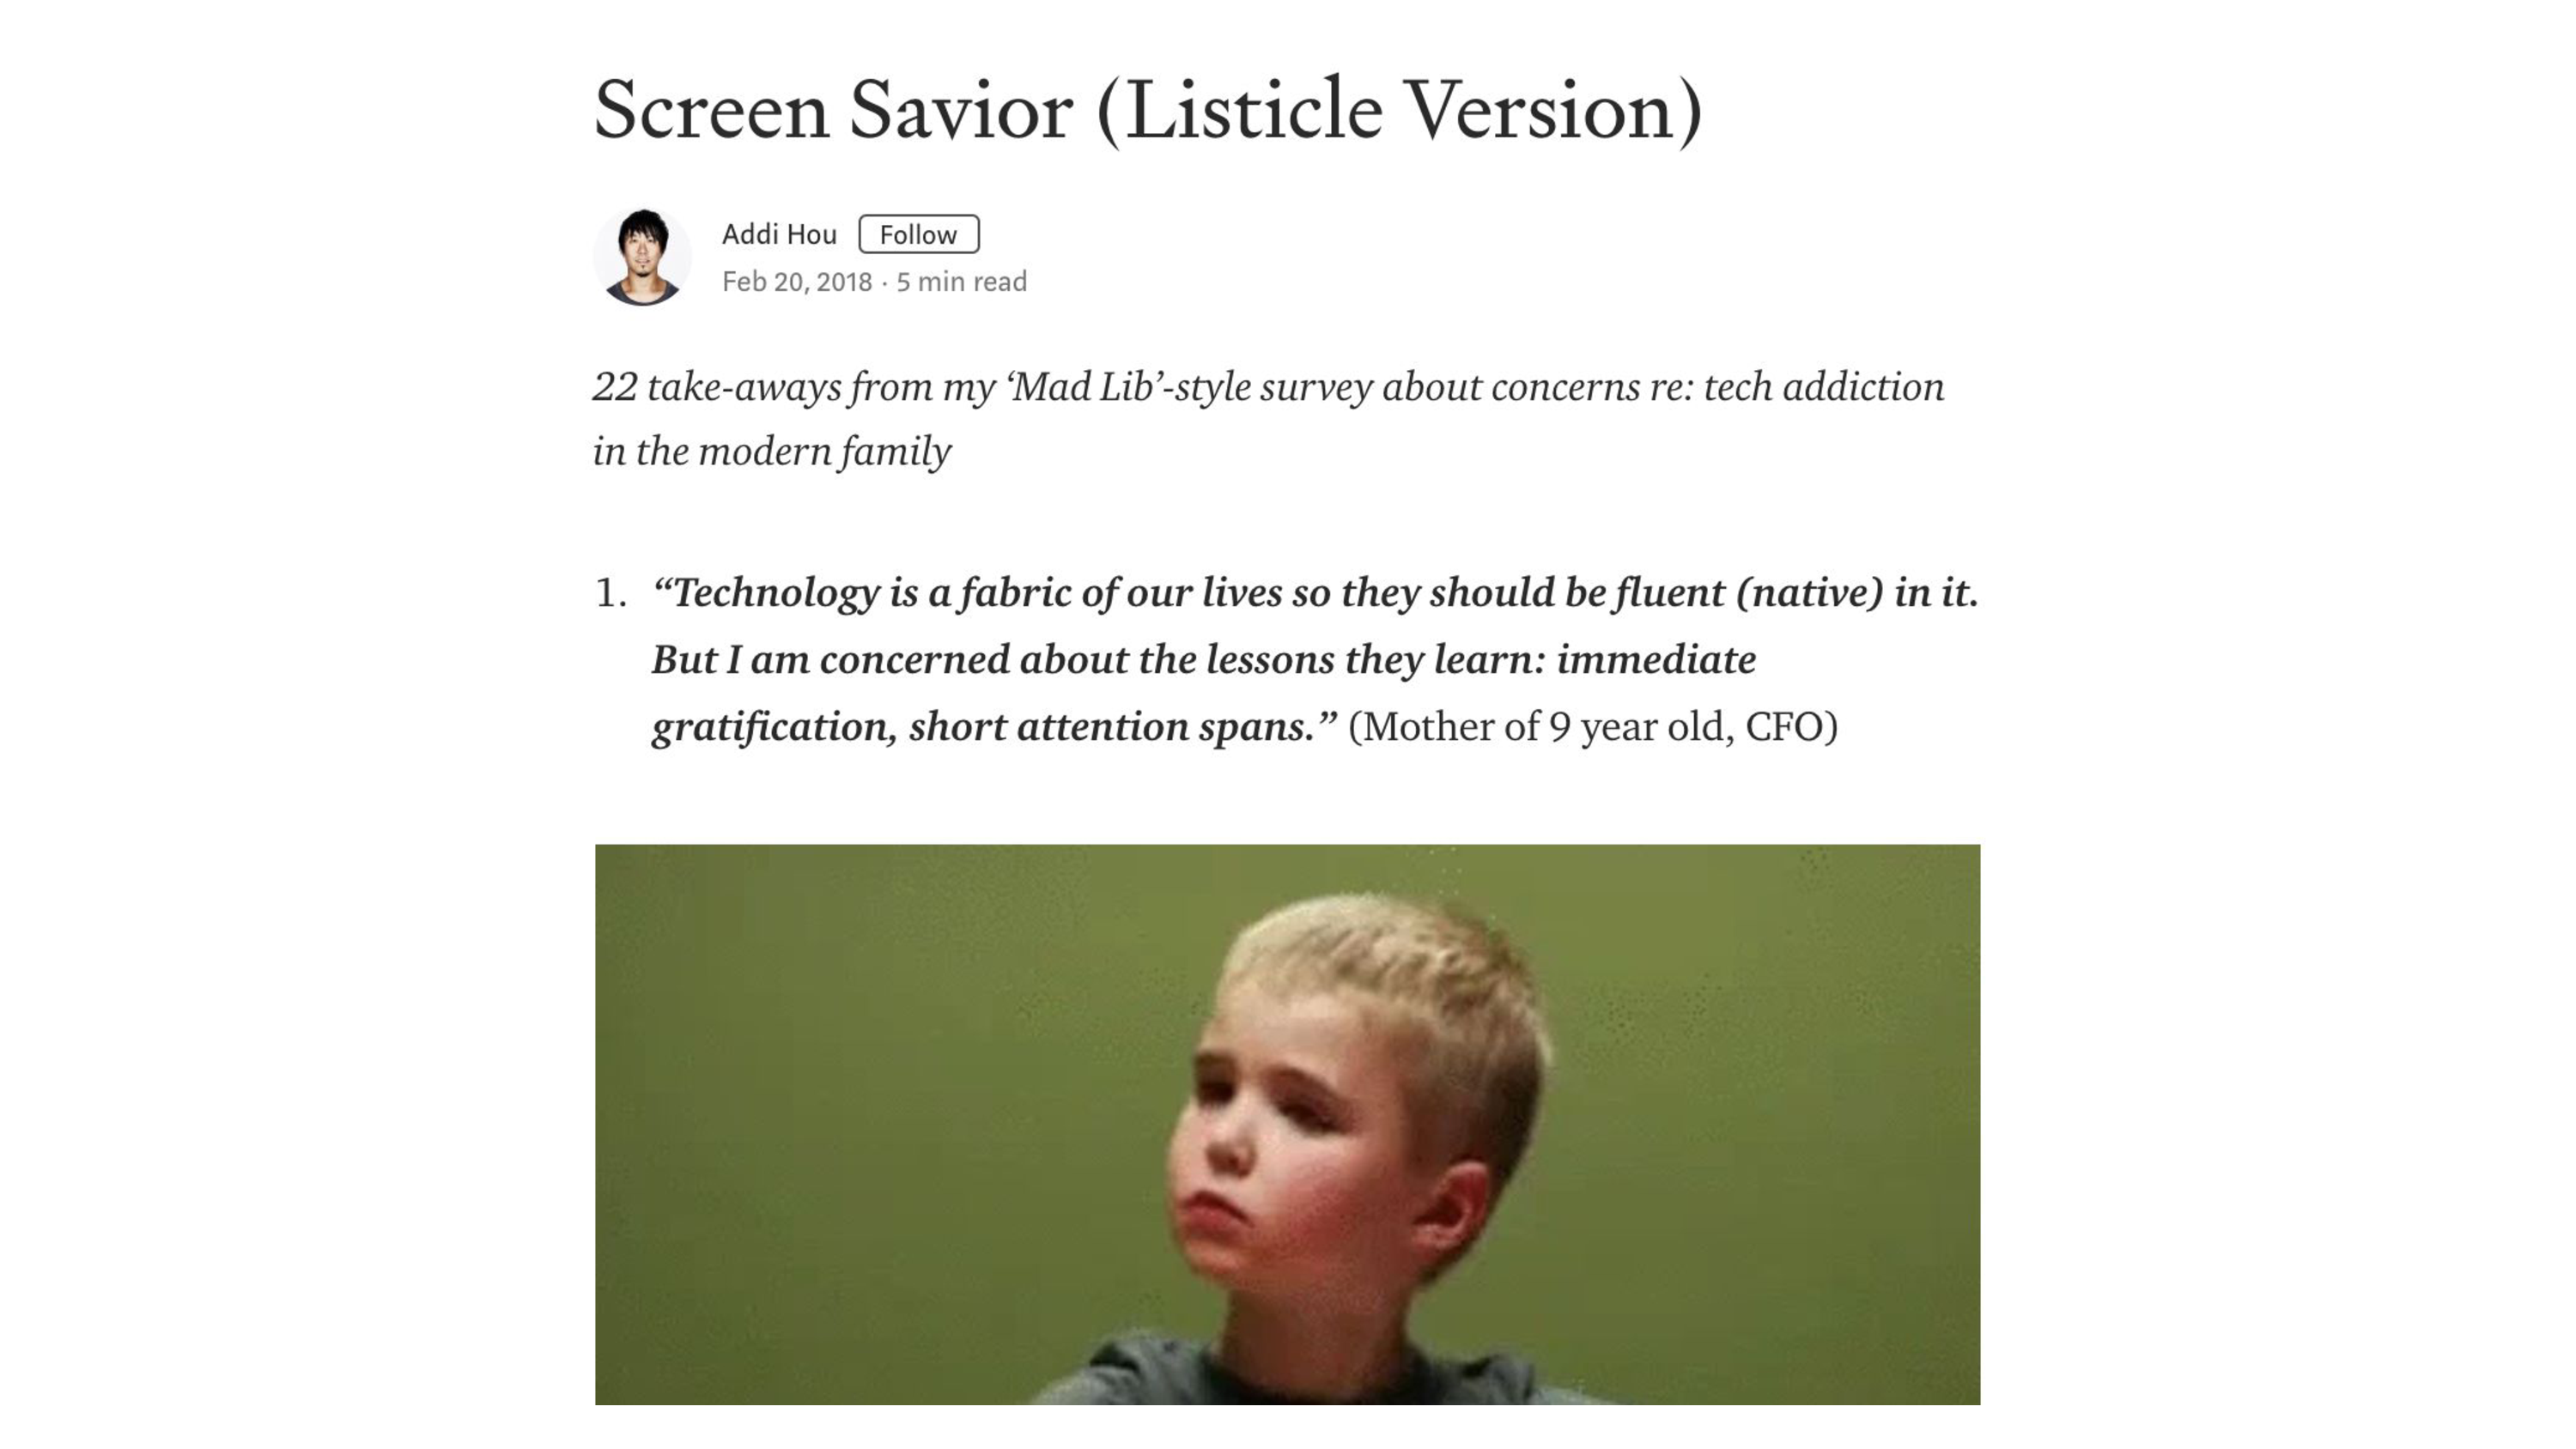 Screen Savior (Listicle Version)
Addi Hou Follow
Feb 20, 2018 · 5 min read
22 take-aways from my ‘Mad Lib’-style survey about concerns re: tech addiction
in the modern family
1. “Technology is a fabric of our lives so they should be fluent (native) in it.
But I am concerned about the lessons they learn: immediate
gratification, short attention spans.” (Mother of 9 year old, CFO)